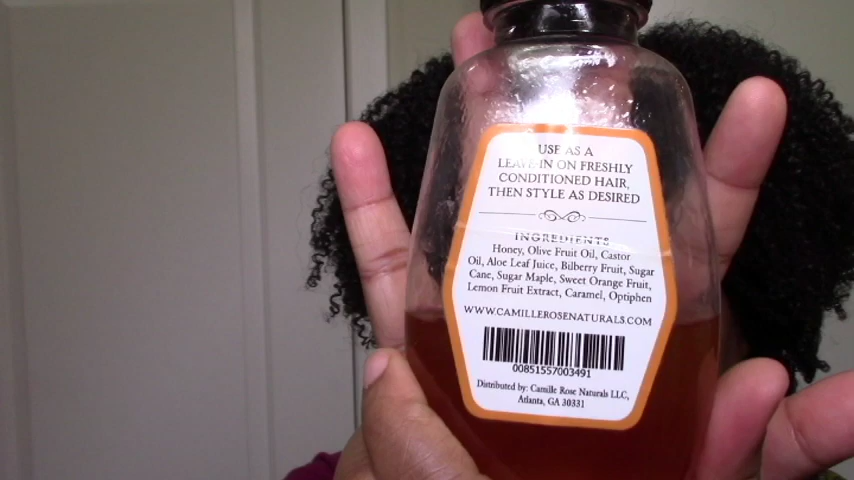 USE AS A
LEAVE-IN ON FRESHLY
CONDITIONED HAIR,
THEN STYLE AS DESIRED
INGREDIENTS
Honey, Olive Fruit Oil, Castor
Oil, Aloe Leaf Juice, Bilberry Fruit, Sugar
Cane, Sugar Maple, Sweet Orange Fruit,
Lemon Fruit Extract, Caramel, Optiphen
WWW.CAMILLEROSENATURALS.COM
00851557003491
Distributed by: Camille Rose Naturals LLC,
Atlanta, GA 30331